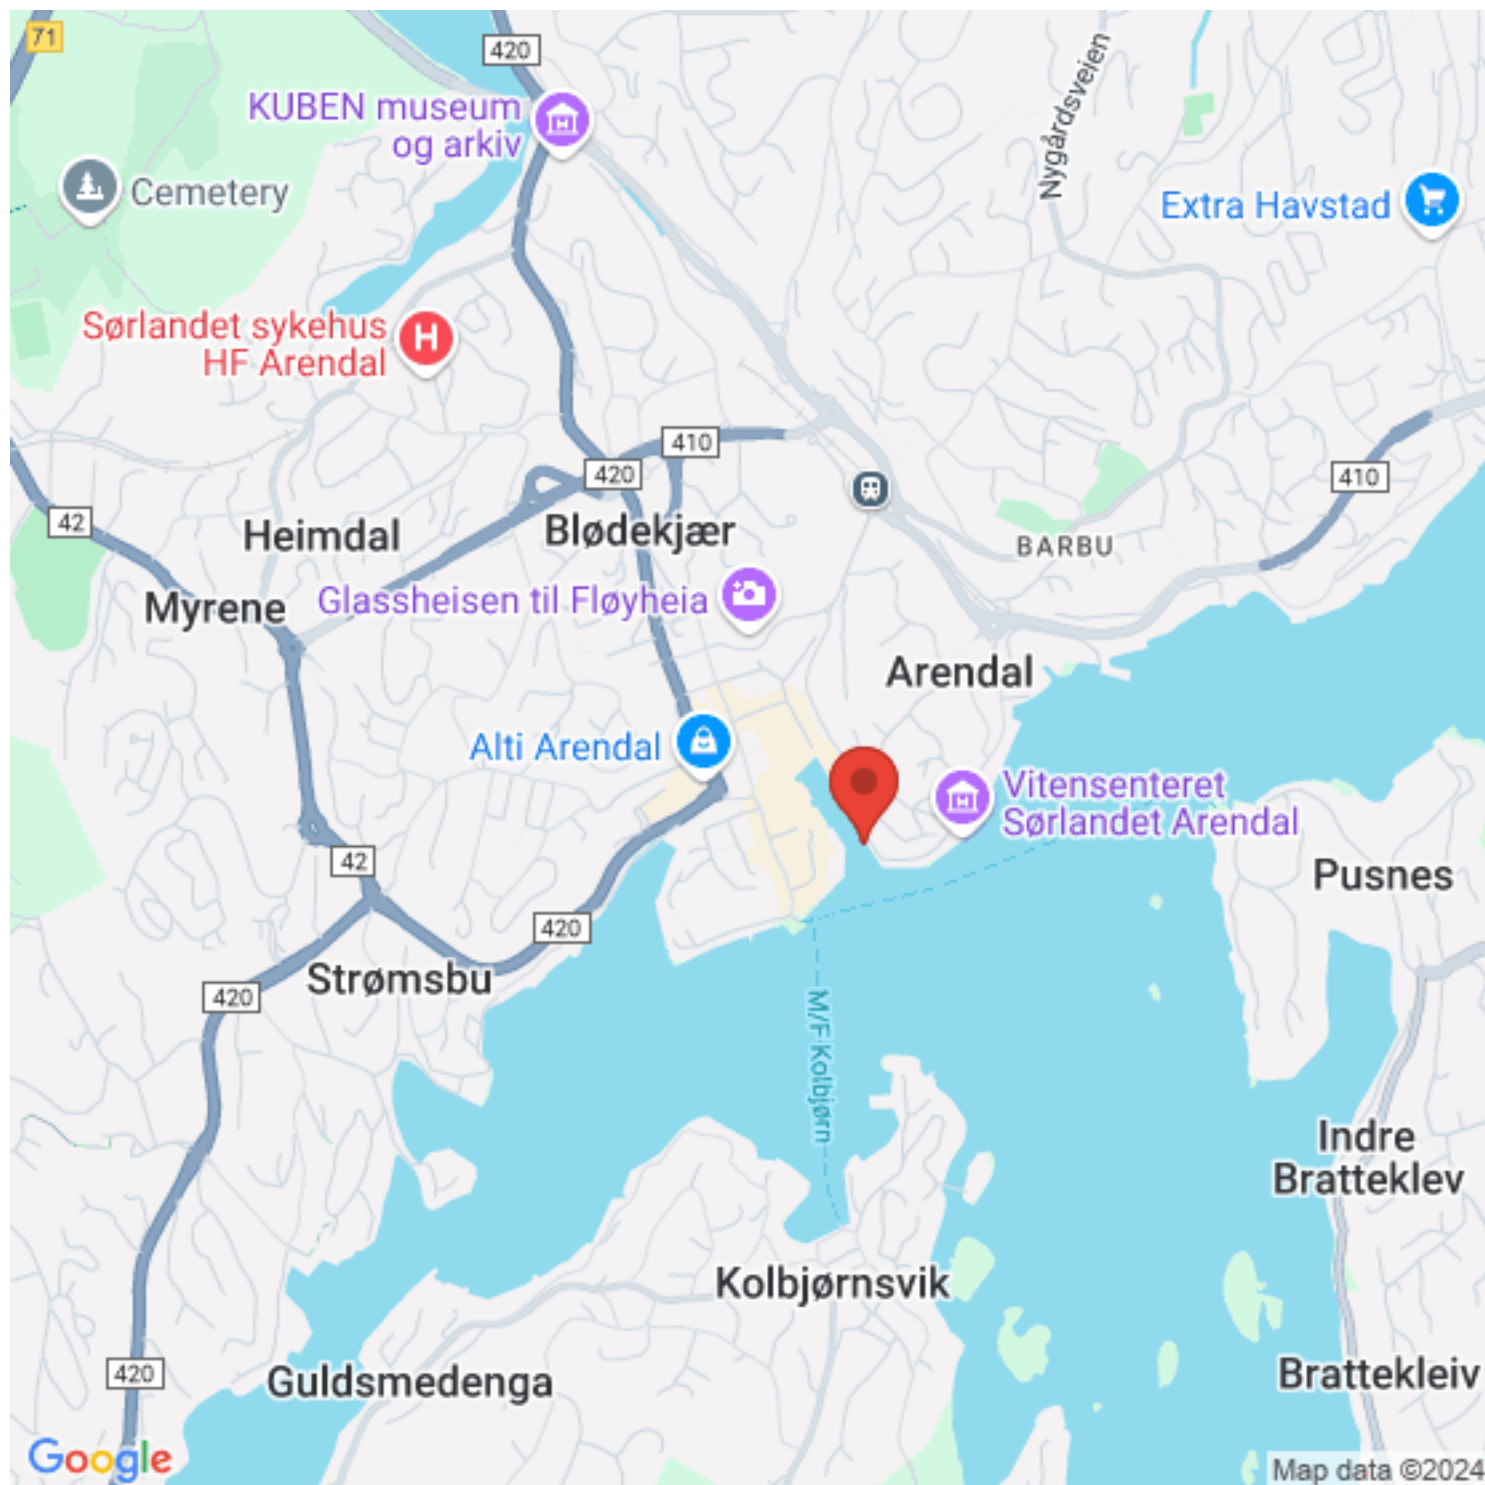 71
420
KUBEN museum
og arkiv
Nygårdsveien
Cemetery
Extra Havstad
Sørlandet sykehus
HF Arendal
H
410
420
410
42
Heimdal
Blødekjær
BARBU
Glassheisen til Fløyheia
Myrene
Arendal
Alti Arendal
Vitensenteret
Sørlandet Arendal
42
Pusnes
420
Strømsbu
420
M/F Kolbjørn
Indre
Bratteklev
Kolbjørnsvik
420
Guldsmedenga
Brattekleiv
Google
Map data ©2024